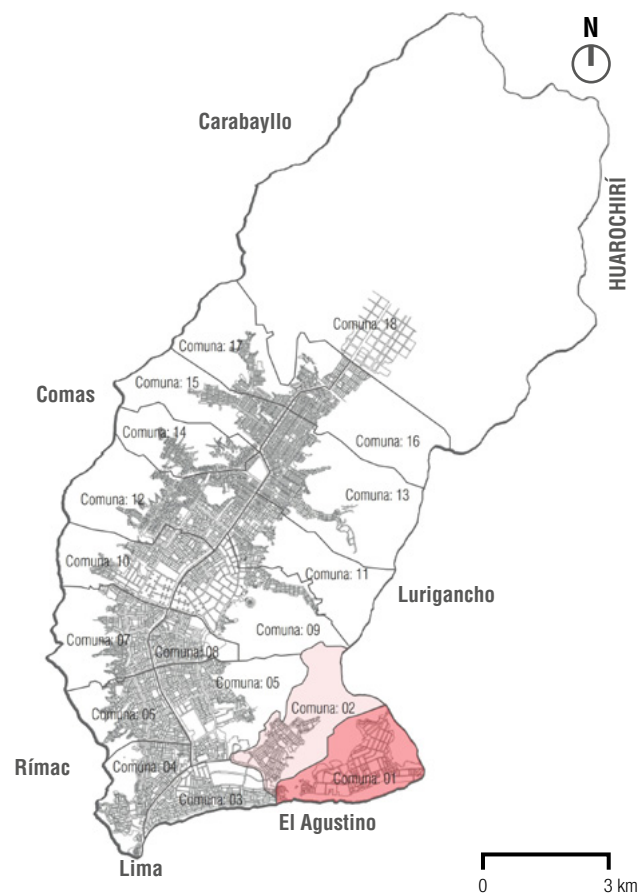 N
Carabayllo
HUAROCHIRÍ
Comuna: 18
Comuna: 17
Comuna: 15
Comas
Comuna: 14
Comuna: 16
Comuna: 12
Comuna: 13
Comuna: 10
Comuna: 11
Lurigancho
Comuna: 09
Comuna: 07
Comuna: 08
Comuna: 05
Comuna: 02
Comuna: 06
Rímac
Comuna: 04
Comuna: 01
Comuna: 03
El Agustino
Lima
0 3 km